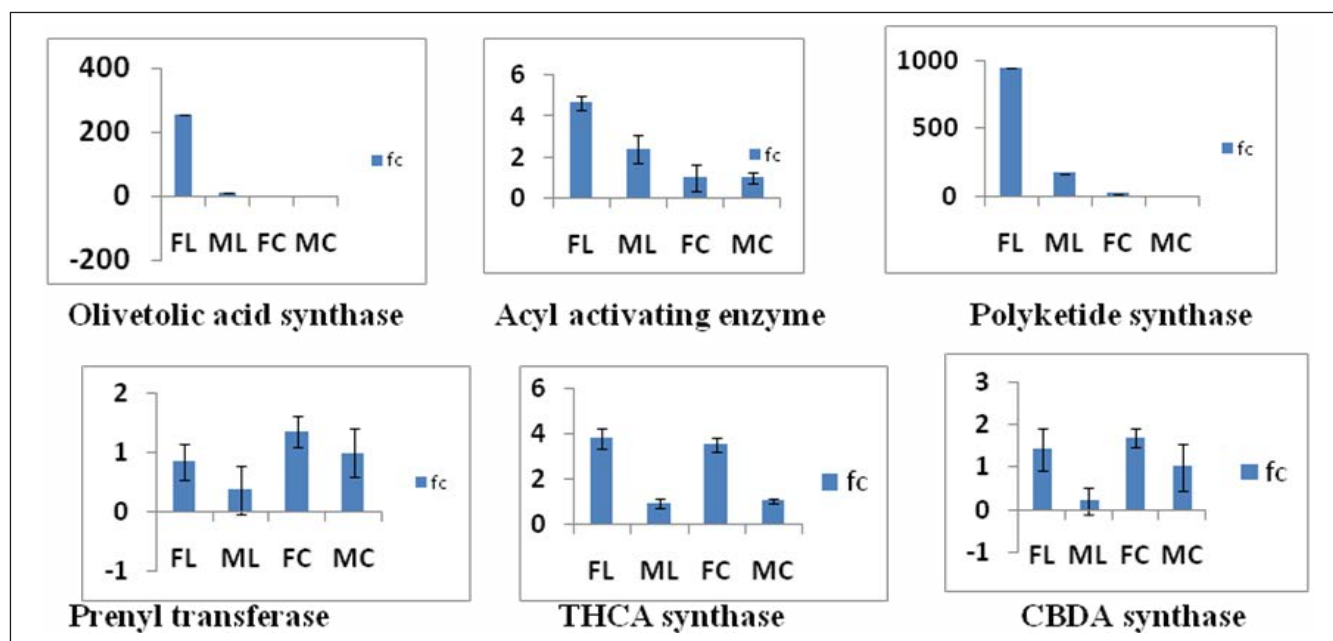 400
200
0
-200
FL ML FC MC
fc
Olivetolic acid synthase
6
4
2
0
FL ML FC MC
fc
Acyl activating enzyme
1000
500
0
FL ML FC MC
fc
Polyketide synthase
2
1
0
-1
FL ML FC MC
fc
Prenyl transferase
6
4
2
0
FL ML FC MC
fc
THCA synthase
3
2
1
0
-1
FL ML FC MC
fc
CBDA synthase